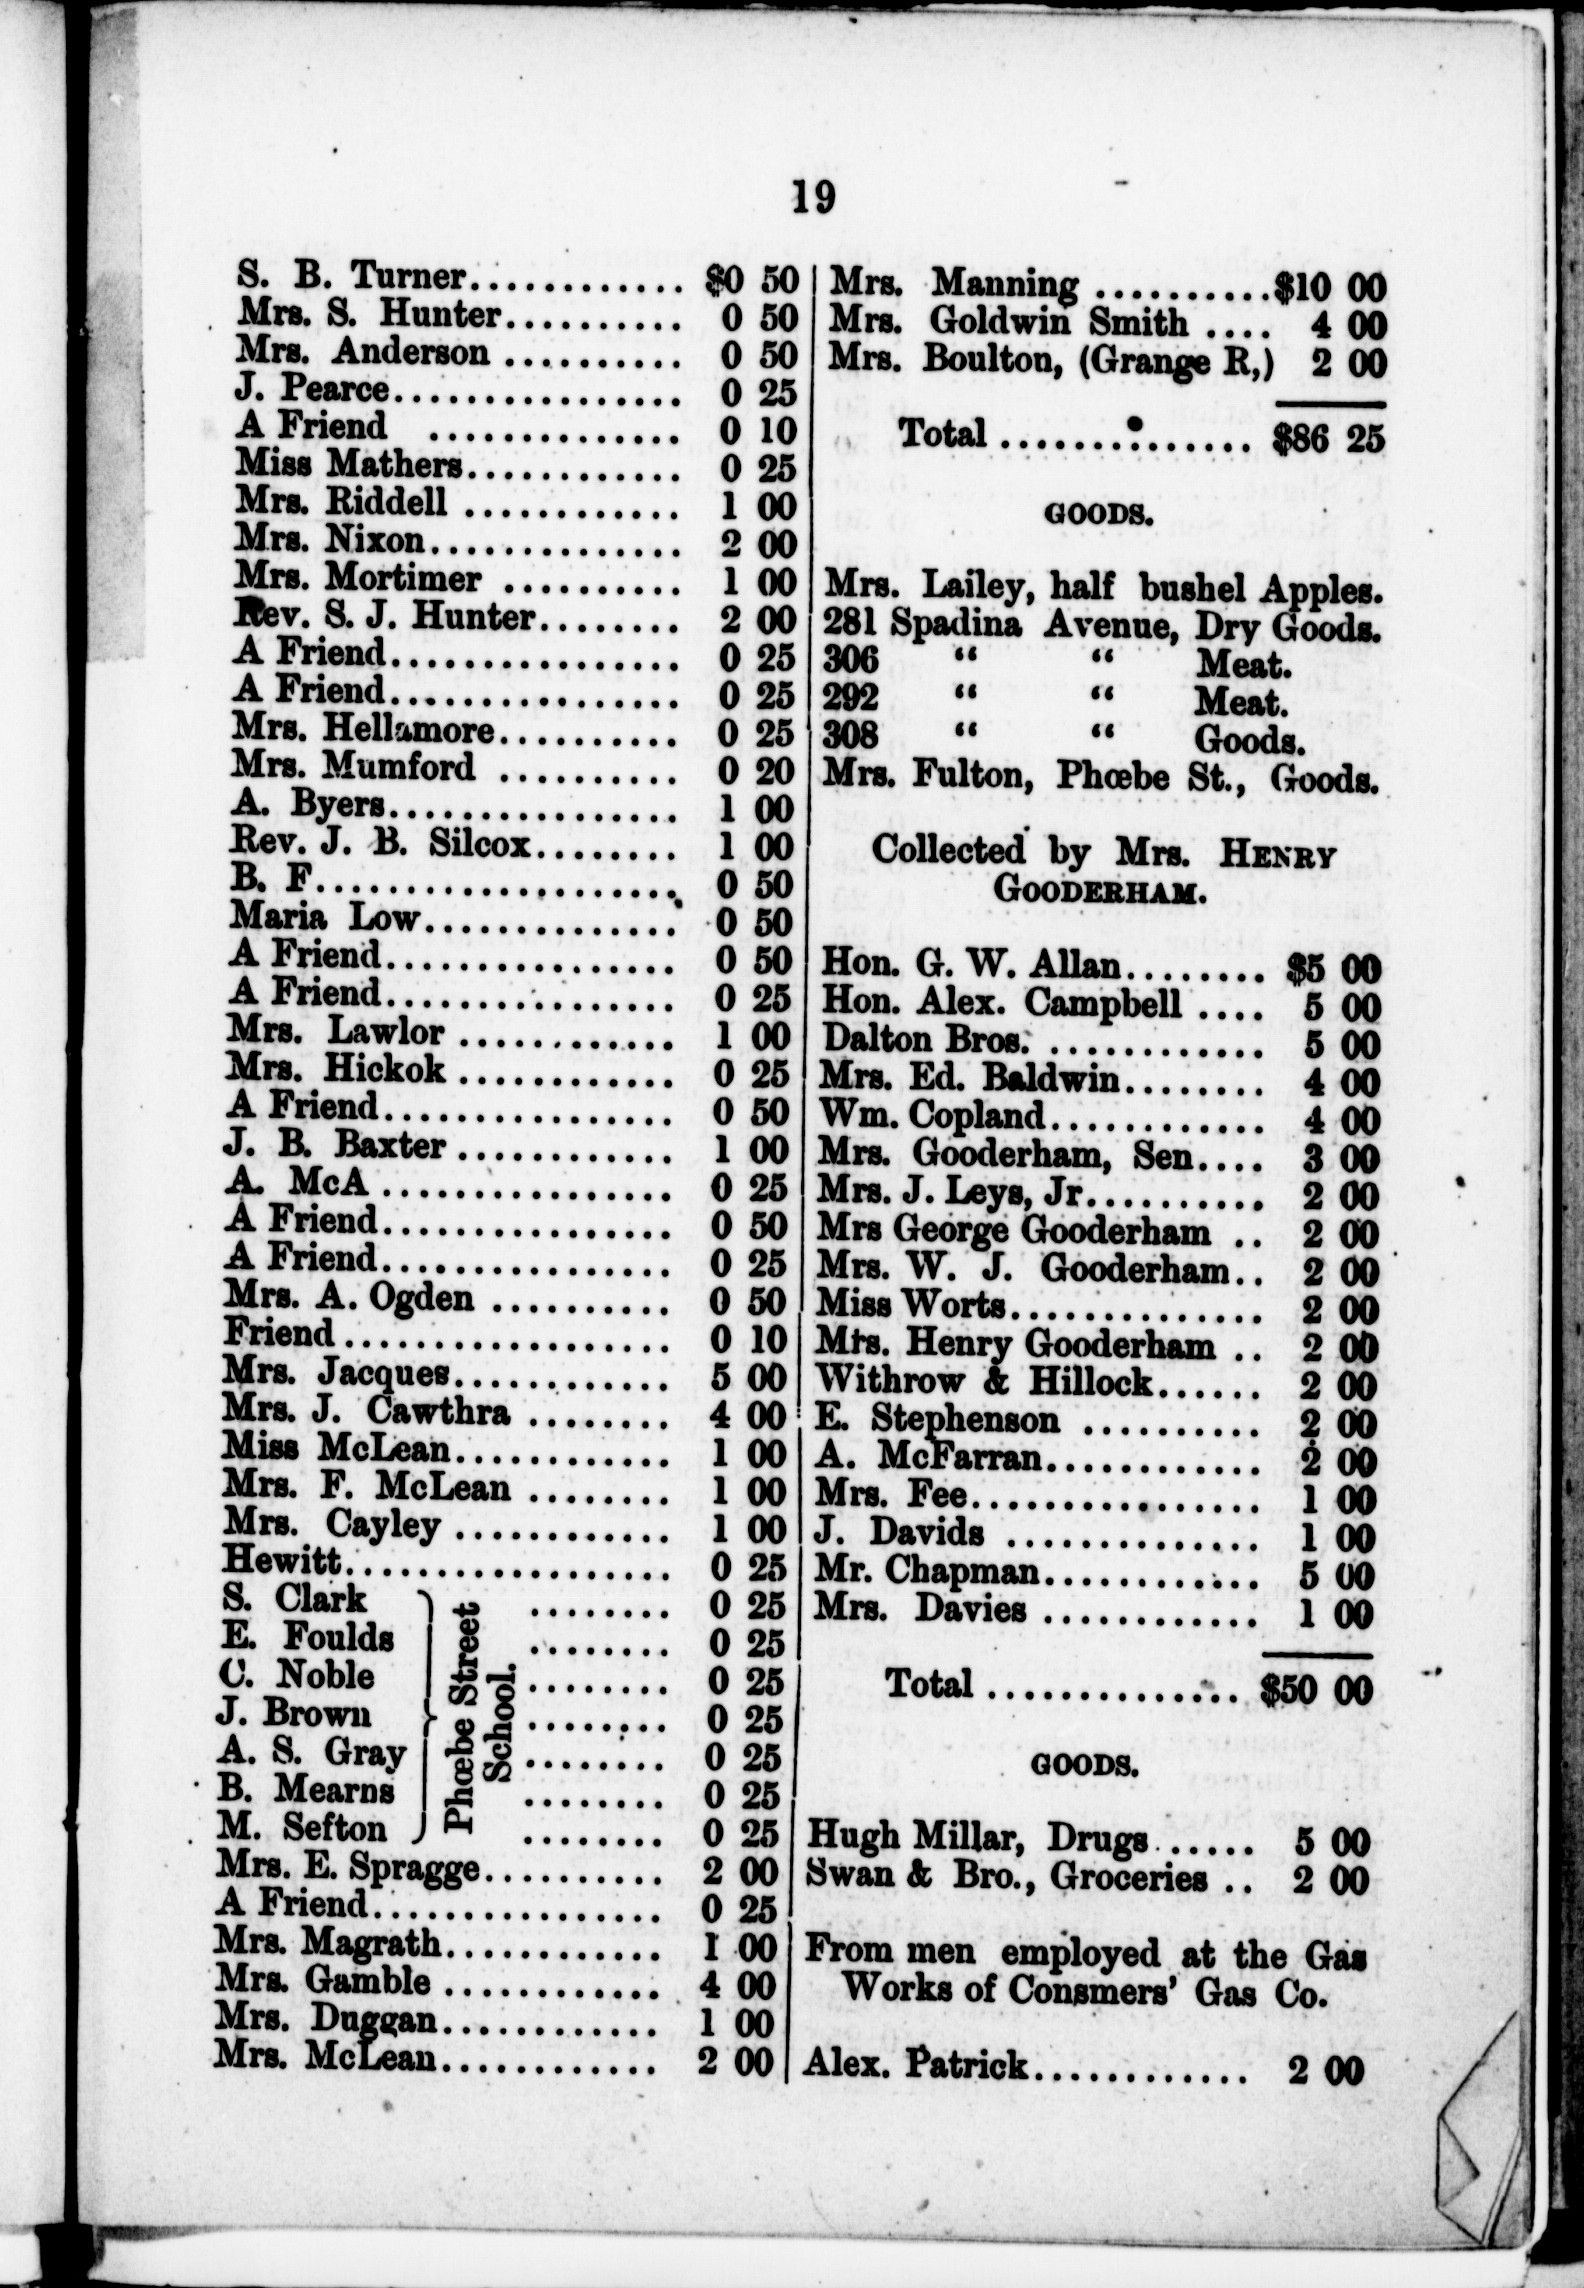 19
S. B. Turner............ $0 50
Mrs. S. Hunter.......... 0 50
Mrs. Anderson .......... 0 50
J. Pearce................ 0 25
A Friend .............. 0 10
Miss Mathers............ 0 25
Mrs. Riddell ............ 1 00
Mrs. Nixon.............. 2 00
Mrs. Mortimer .......... 1 00
Rev. S. J. Hunter........ 2 00
A Friend................ 0 25
A Friend................ 0 25
Mrs. Hellamore.......... 0 25
Mrs. Mumford .......... 0 20
A. Byers................ 1 00
Rev. J. B. Silcox........ 1 00
B. F.................... 0 50
Maria Low.............. 0 50
A Friend................ 0 50
A Friend................ 0 25
Mrs. Lawlor ............ 1 00
Mrs. Hickok ............ 0 25
A Friend................ 0 50
J. B. Baxter ............ 1 00
A. McA ................ 0 25
A Friend................ 0 50
A Friend................ 0 25
Mrs. A. Ogden .......... 0 50
Friend .................. 0 10
Mrs. Jacques............ 5 00
Mrs. J. Cawthra ........ 4 00
Miss McLean............ 1 00
Mrs. F. McLean ........ 1 00
Mrs. Cayley ............ 1 00
Hewitt.................. 0 25
S. Clark ........ 0 25
E. Foulds ........ 0 25
C. Noble ........ 0 25
J. Brown ........ 0 25
A. S. Gray ........ 0 25
B. Mearns ........ 0 25
M. Sefton ........ 0 25
Phœbe Street
School.
Mrs. E. Spragge.......... 2 00
A Friend................ 0 25
Mrs. Magrath............ 1 00
Mrs. Gamble ............ 4 00
Mrs. Duggan............ 1 00
Mrs. McLean............ 2 00
Mrs. Manning ..........$10 00
Mrs. Goldwin Smith .... 4 00
Mrs. Boulton, (Grange R,) 2 00
Total .............. $86 25
GOODS.
Mrs. Lailey, half bushel Apples.
281 Spadina Avenue, Dry Goods.
306 “ “ Meat.
292 “ “ Meat.
308 “ “ Goods.
Mrs. Fulton, Phœbe St., Goods.
Collected by Mrs. HENRY
GOODERHAM.
Hon. G. W. Allan........ $5 00
Hon. Alex. Campbell .... 5 00
Dalton Bros. ............ 5 00
Mrs. Ed. Baldwin........ 4 00
Wm. Copland............ 4 00
Mrs. Gooderham, Sen.... 3 00
Mrs. J. Leys, Jr.......... 2 00
Mrs George Gooderham .. 2 00
Mrs. W. J. Gooderham.. 2 00
Miss Worts.............. 2 00
Mrs. Henry Gooderham .. 2 00
Withrow & Hillock...... 2 00
E. Stephenson .......... 2 00
A. McFarran............ 2 00
Mrs. Fee................ 1 00
J. Davids .............. 1 00
Mr. Chapman............ 5 00
Mrs. Davies ............ 1 00
Total .............. $50 00
GOODS.
Hugh Millar, Drugs...... 5 00
Swan & Bro., Groceries .. 2 00
From men employed at the Gas
Works of Consmers’ Gas Co.
Alex. Patrick............ 2 00